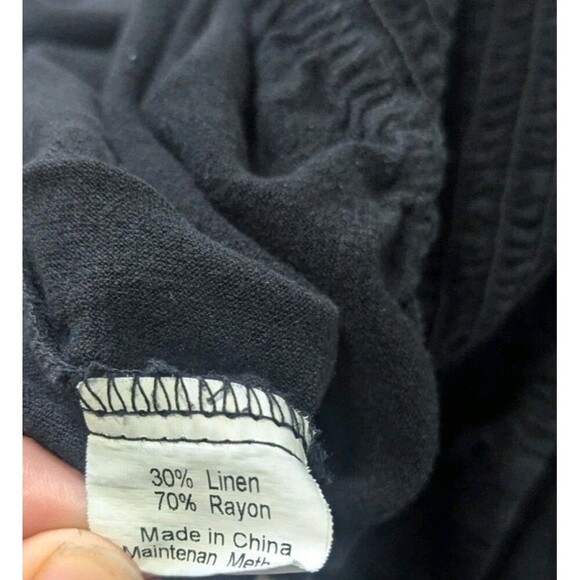 30% Linen
70% Rayon
Made in China
Maintenan Meth